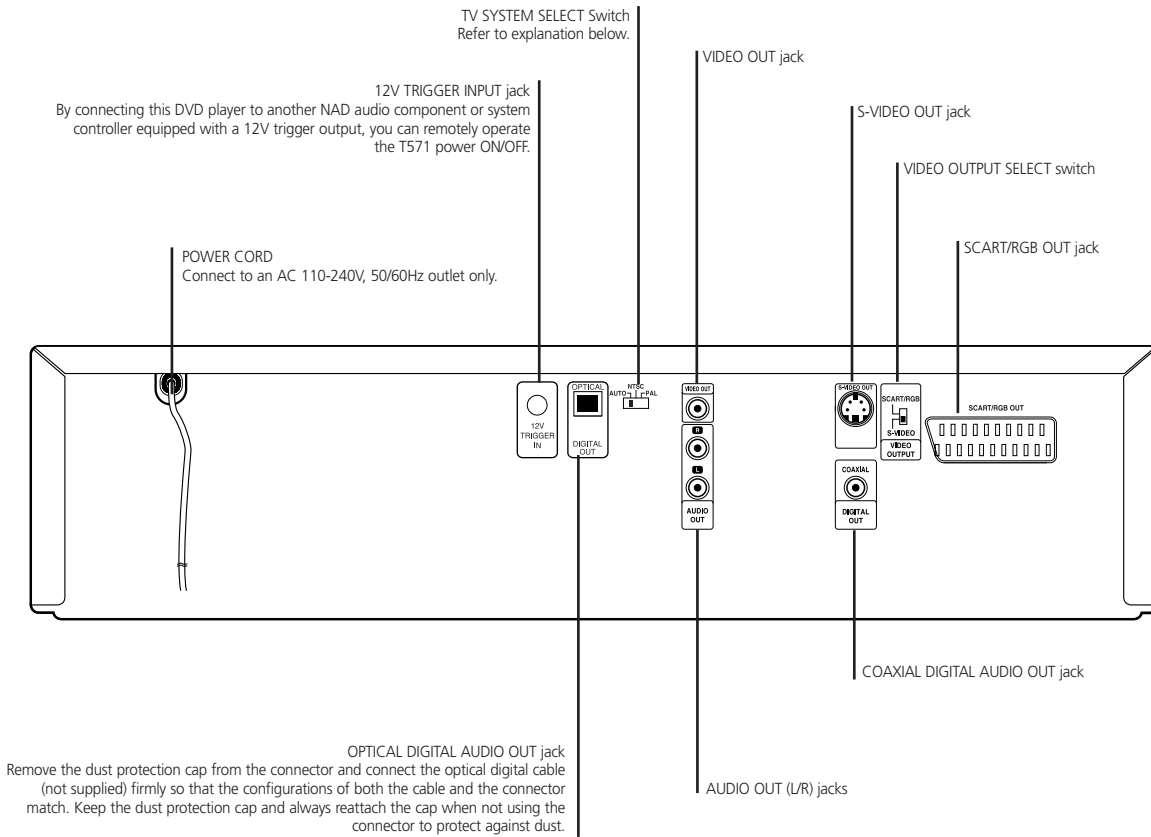 TV SYSTEM SELECT Switch
Refer to explanation below.
VIDEO OUT jack
12V TRIGGER INPUT jack
By connecting this DVD player to another NAD audio component or system
controller equipped with a 12V trigger output, you can remotely operate
the T571 power ON/OFF.
S-VIDEO OUT jack
VIDEO OUTPUT SELECT switch
POWER CORD
Connect to an AC 110-240V, 50/60Hz outlet only.
SCART/RGB OUT jack
12V
TRIGGER
IN
OPTICAL
DIGITAL
OUT
NTSC
AUTO
PAL
VIDEO OUT
R
L
AUDIO
OUT
S-VIDEO OUT
COAXIAL
DIGITAL
OUT
SCART/RGB
S-VIDEO
VIDEO
OUTPUT
SCART/RGB OUT
COAXIAL DIGITAL AUDIO OUT jack
OPTICAL DIGITAL AUDIO OUT jack
Remove the dust protection cap from the connector and connect the optical digital cable
(not supplied) firmly so that the configurations of both the cable and the connector
match. Keep the dust protection cap and always reattach the cap when not using the
connector to protect against dust.
AUDIO OUT (L/R) jacks